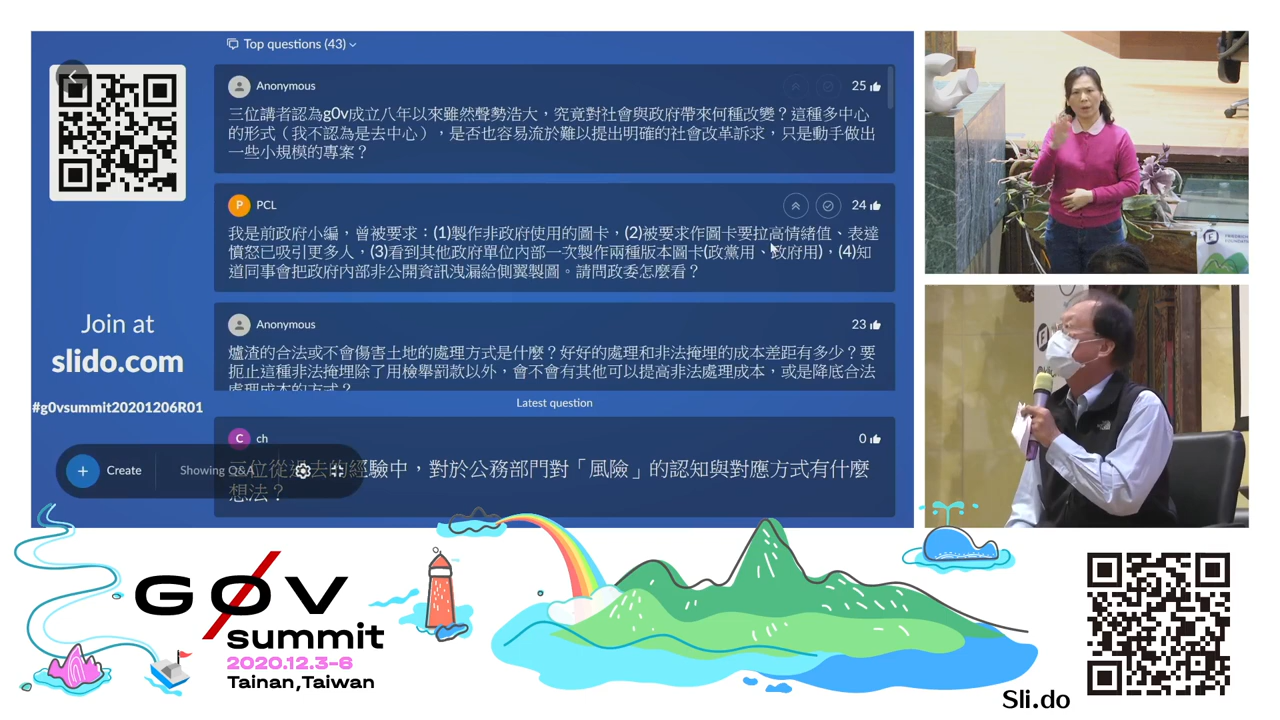 Top questions (43)
Anonymous
25
三位講者認為g0v成立八年以來雖然聲勢浩大，究竟對社會與政府帶來何種改變？這種多中心
的形式（我不認為是去中心），是否也容易流於難以提出明確的社會改革訴求，只是動手做出
一些小規模的專案？
P
PCL
24
我是前政府小編，曾被要求：(1)製作非政府使用的圖卡，(2)被要求作圖卡要拉高情緒值、表達
憤怒已吸引更多人，(3)看到其他政府單位內部一次製作兩種版本圖卡(政黨用、政府用)，(4)知
道同事會把政府內部非公開資訊洩漏給側翼製圖。請問政委怎麼看？
Anonymous
23
爐渣的合法或不會傷害土地的處理方式是什麼？好好的處理和非法掩埋的成本差距有多少？要
扼止這種非法掩埋除了用檢舉罰款以外，會不會有其他可以提高非法處理成本，或是降底合法
處理成本的方式？
Latest question
C
ch
0
三位從過去的經驗中，對於公務部門對「風險」的認知與對應方式有什麼
想法？
Join at
slido.com
#g0vsummit20201206R01
Create
Showing Q&A
G0V
summit
2020.12.3-6
Tainan,Taiwan
Sli.do